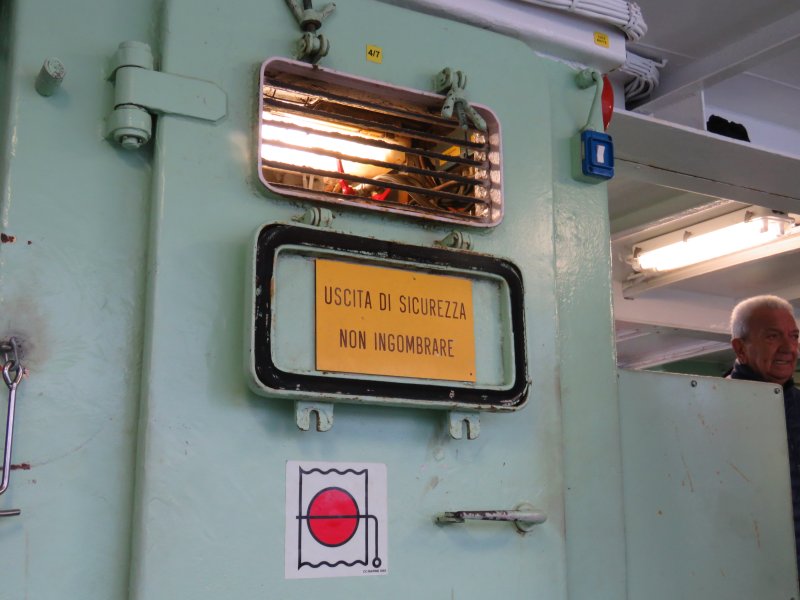 4/7
USCITA DI SICUREZZA
NON INGOMBRARE